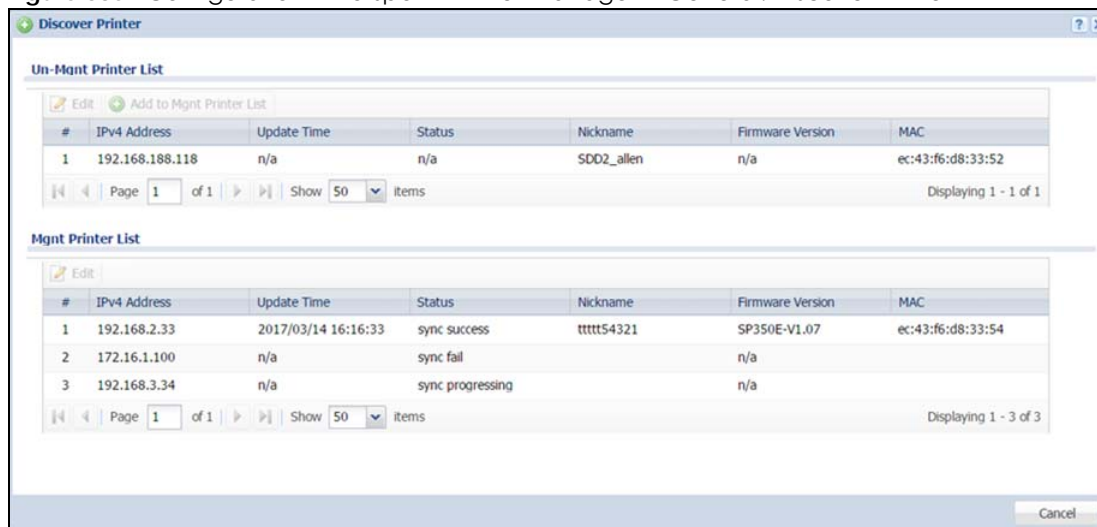 Discover Printer
Un-Mgnt Printer List
Edit Add to Mgnt Printer List
# IPv4 Address Update Time Status Nickname Firmware Version MAC
1 192.168.188.118 n/a n/a SDD2_allen n/a ec:43:f6:d8:33:52
Page 1 of 1 Show 50 items Displaying 1 - 1 of 1
Mgnt Printer List
Edit
# IPv4 Address Update Time Status Nickname Firmware Version MAC
1 192.168.2.33 2017/03/14 16:16:33 sync success ttttt54321 SP350E-V1.07 ec:43:f6:d8:33:54
2 172.16.1.100 n/a sync fail n/a
3 192.168.3.34 n/a sync progressing n/a
Page 1 of 1 Show 50 items Displaying 1 - 3 of 3
Cancel